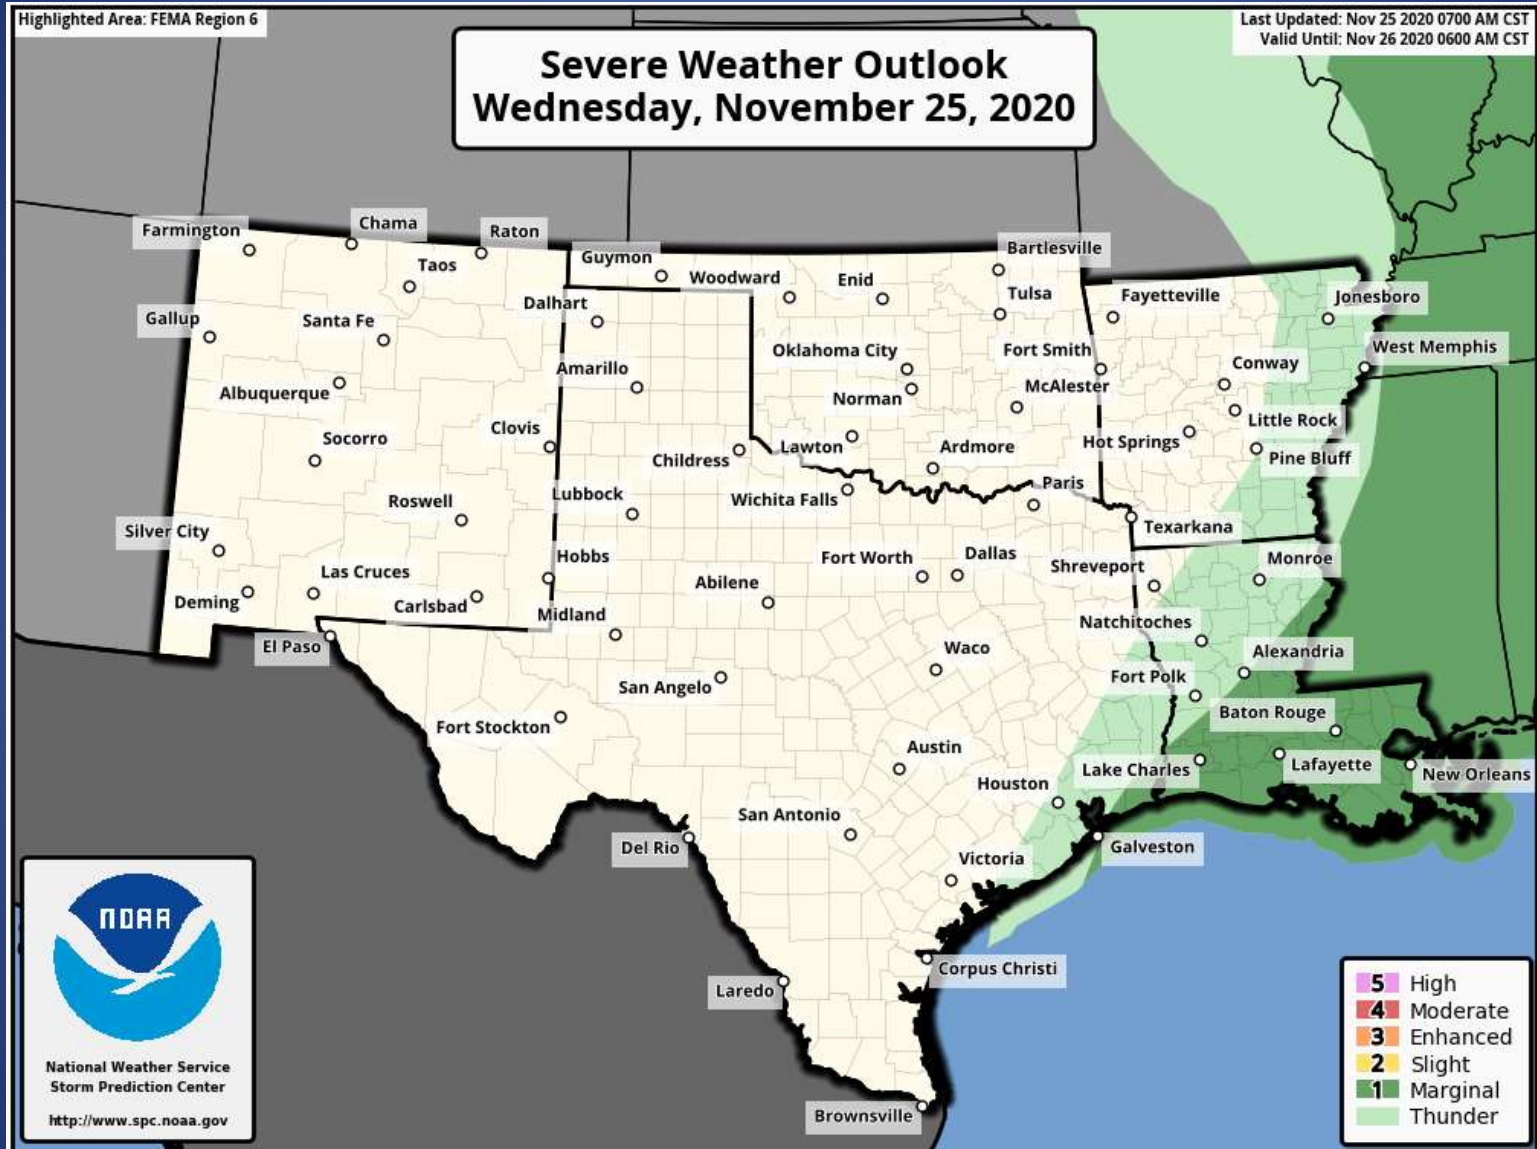 Highlighted Area: FEMA Region 6
Last Updated: Nov 25 2020 0700 AM CST
Valid Until: Nov 26 2020 0600 AM CST
Severe Weather Outlook
Wednesday, November 25, 2020
Farmington
Chama
Raton
Taos
Guymon
Woodward
Enid
Bartlesville
Tulsa
Fayetteville
Jonesboro
Gallup
Santa Fe
Dalhart
Amarillo
Oklahoma City
Fort Smith
Conway
West Memphis
Albuquerque
Norman
McAlester
Little Rock
Socorro
Clovis
Childress
Lawton
Ardmore
Hot Springs
Pine Bluff
Roswell
Lubbock
Wichita Falls
Paris
Texarkana
Silver City
Hobbs
Fort Worth
Dallas
Shreveport
Monroe
Las Cruces
Abilene
Deming
Carlsbad
Midland
Natchitoches
El Paso
Waco
Alexandria
San Angelo
Fort Polk
Fort Stockton
Baton Rouge
Austin
Lake Charles
Lafayette
New Orleans
Houston
San Antonio
Del Rio
Victoria
Galveston
Corpus Christi
Laredo
Brownsville
NOAA
National Weather Service
Storm Prediction Center
http://www.spc.noaa.gov
5 High
4 Moderate
3 Enhanced
2 Slight
1 Marginal
Thunder